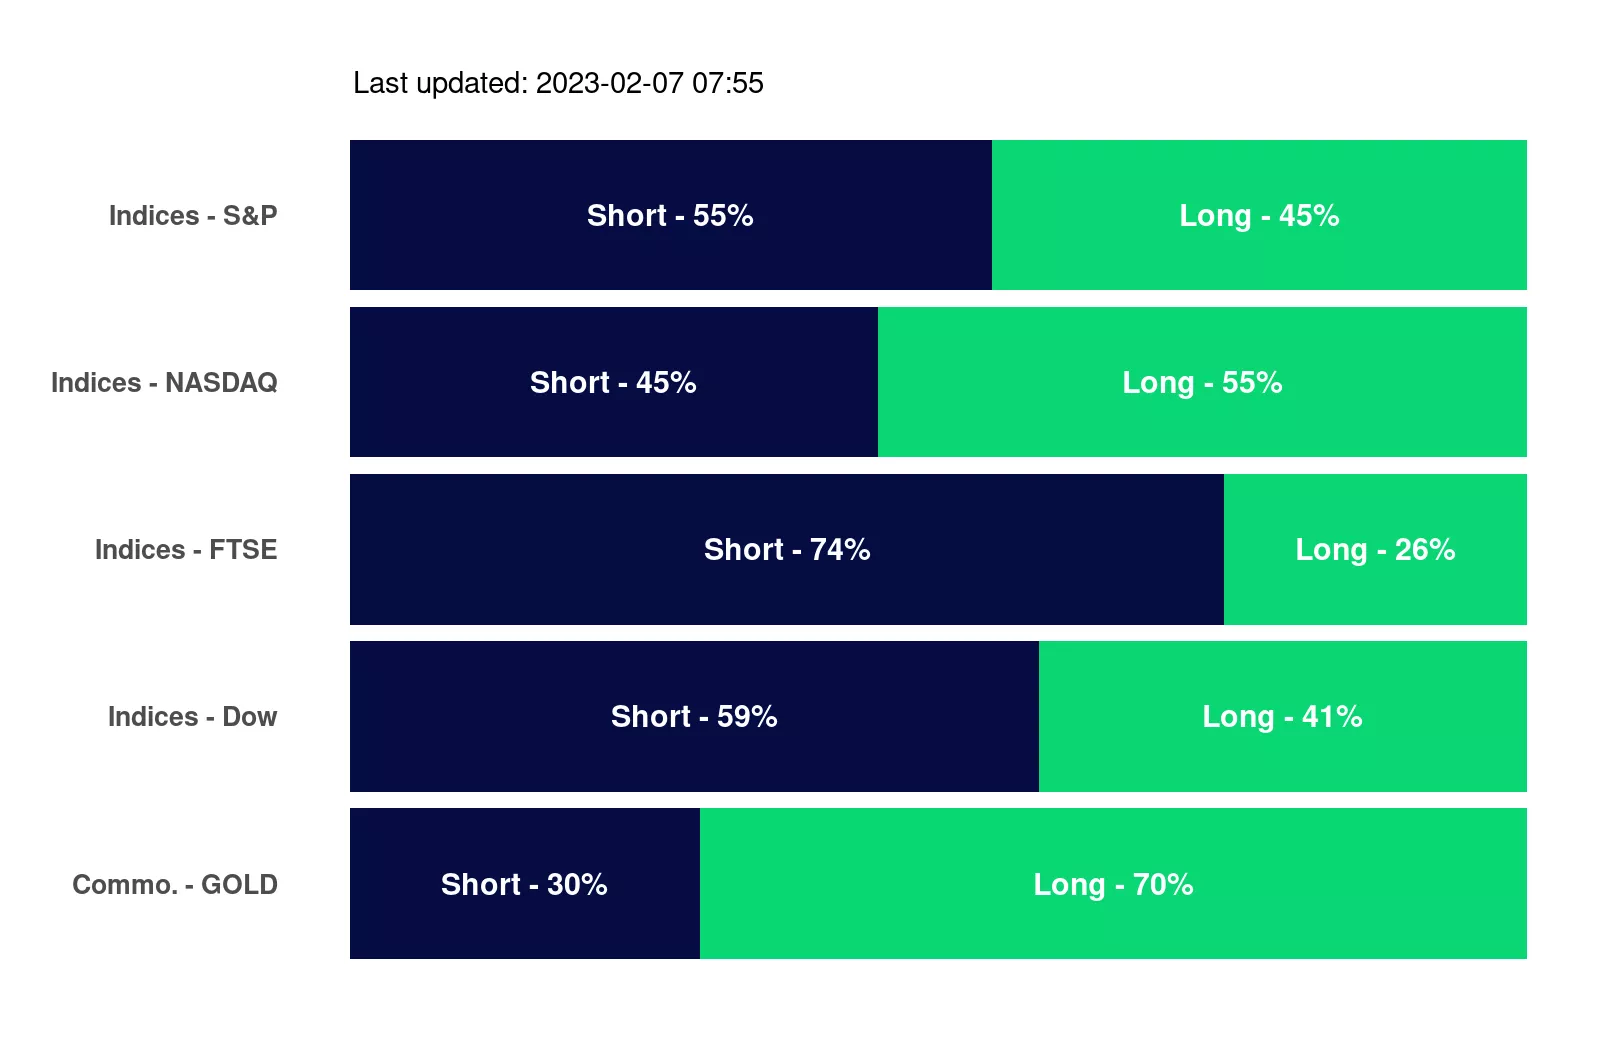 Last updated: 2023-02-07 07:55
Indices - S&P Short - 55% Long - 45%
Indices - NASDAQ Short - 45% Long - 55%
Indices - FTSE Short - 74% Long - 26%
Indices - Dow Short - 59% Long - 41%
Commo. - GOLD Short - 30% Long - 70%